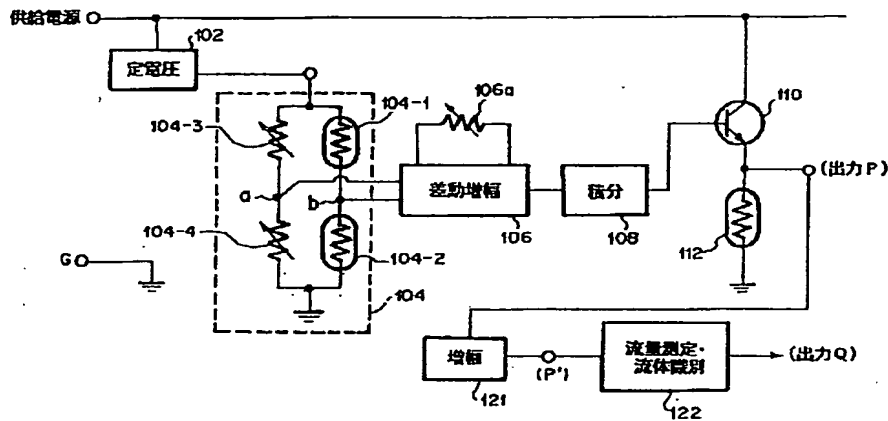 供給電源
102
定電圧
104-1
104-3
106a
110
a
b
差動増幅
積分
(出力P)
104-4
106
108
G
104-2
112
104
増幅
(P')
流量測定・
流体識別
(出力Q)
121
122